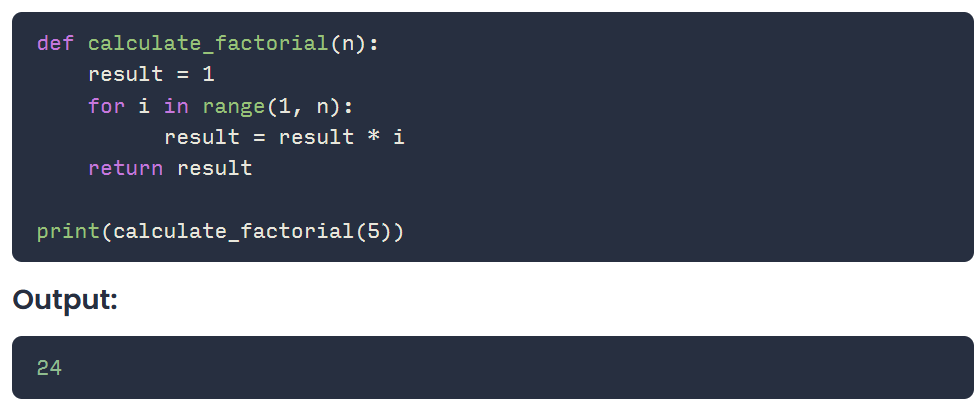 def calculate_factorial(n):
    result = 1
    for i in range(1, n):
          result = result * i
    return result

print(calculate_factorial(5))
Output:
24